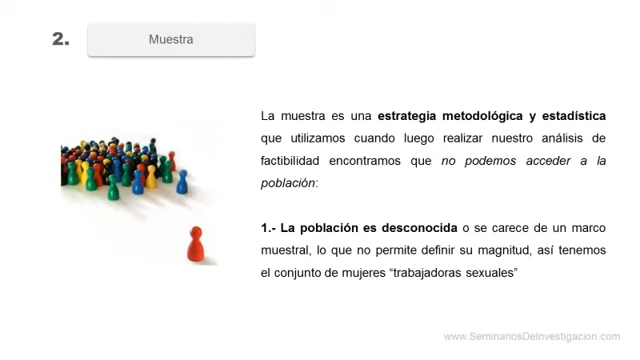 2.
Muestra
La muestra es una estrategia metodológica y estadística
que utilizamos cuando luego realizar nuestro análisis de
factibilidad encontramos que no podemos acceder a la
población:
1.- La población es desconocida o se carece de un marco
muestral, lo que no permite definir su magnitud, así tenemos
el conjunto de mujeres “trabajadoras sexuales”
www.SeminariosDeInvestigacion.com